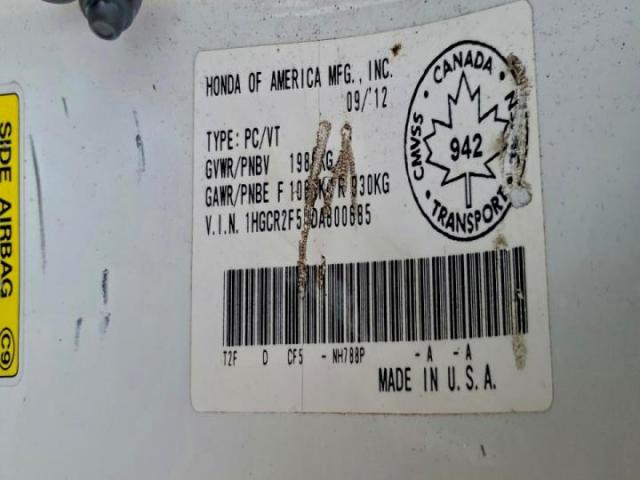 HONDA OF AMERICA MFG., INC.
09/'12
TYPE: PC/VT
GVWR/PNBV
GAWR/PNBE F
V.I.N.
T2F D CF5 - NH788P - A - A
MADE IN U.S.A.
CANADA
CMVSS
942
TRANSPORT
SIDE AIRBAG
C9